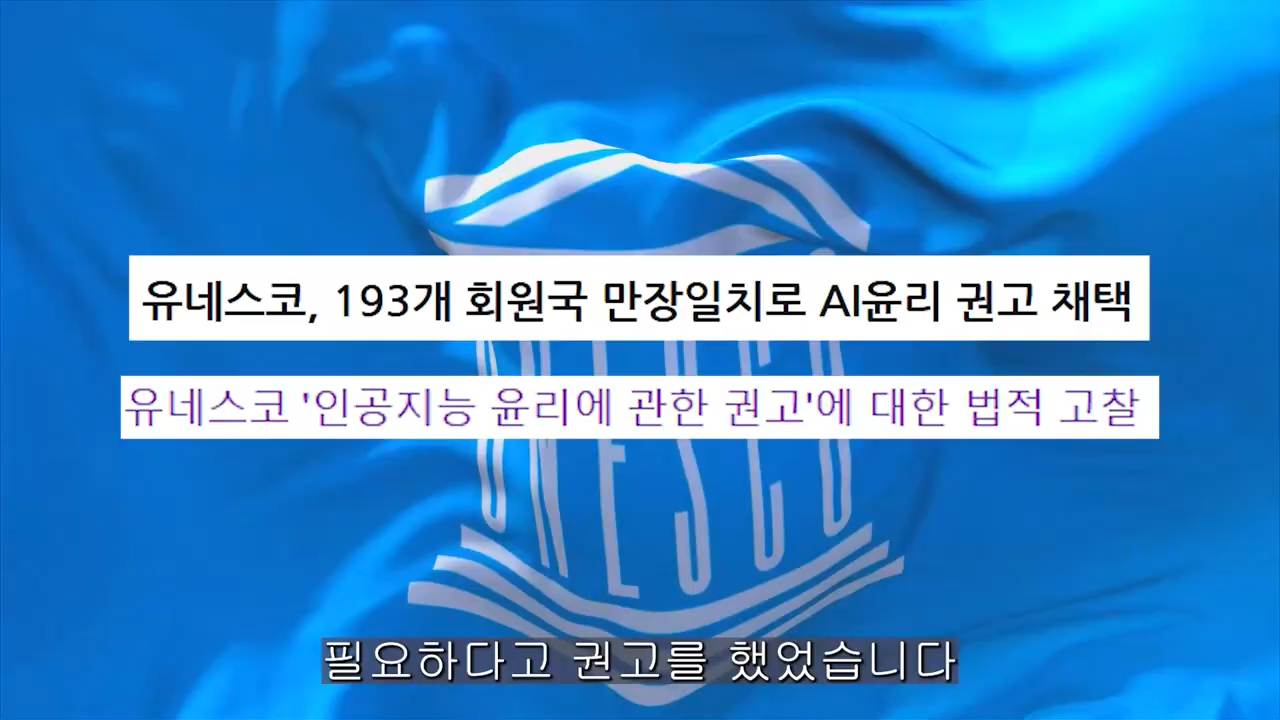 유네스코, 193개 회원국 만장일치로 AI윤리 권고 채택
유네스코 '인공지능 윤리에 관한 권고'에 대한 법적 고찰
UNESCO
필요하다고 권고를 했었습니다